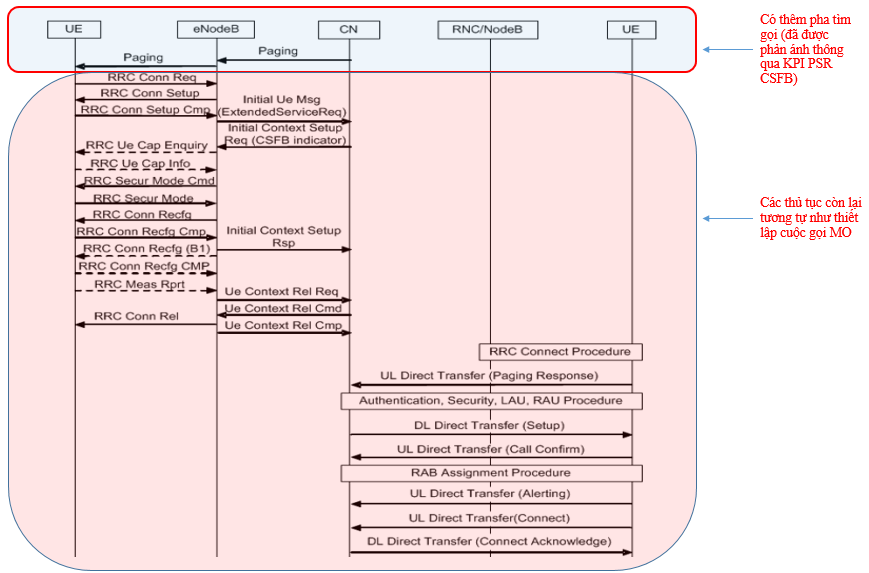 UE
eNodeB
CN
RNC/NodeB
UE
Có thêm pha tìm
gọi (đã được
phản ánh thông
qua KPI PSR
CSFB)
Paging
Paging
RRC Conn Req
RRC Conn Setup
RRC Conn Setup Cmp
Initial Ue Msg
(ExtendedServiceReq)
Initial Context Setup
Req (CSFB indicator)
RRC Ue Cap Enquiry
RRC Ue Cap Info
RRC Secur Mode Cmd
RRC Secur Mode
RRC Conn Recfg
RRC Conn Recfg Cmp
Initial Context Setup
Rsp
RRC Conn Recfg (B1)
RRC Conn Recfg CMP
RRC Meas Rprt
Ue Context Rel Req
Ue Context Rel Cmd
RRC Conn Rel
Ue Context Rel Cmp
Các thủ tục còn lại
tương tự như thiết
lập cuộc gọi MO
RRC Connect Procedure
UL Direct Transfer (Paging Response)
Authentication, Security, LAU, RAU Procedure
DL Direct Transfer (Setup)
UL Direct Transfer (Call Confirm)
RAB Assignment Procedure
UL Direct Transfer (Alerting)
UL Direct Transfer(Connect)
DL Direct Transfer (Connect Acknowledge)